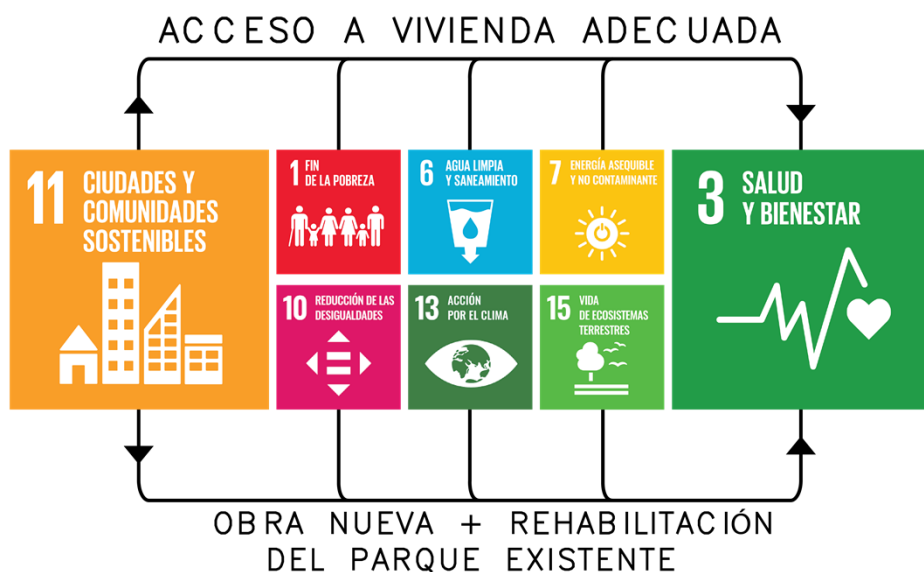 ACCESO A VIVIENDA ADECUADA
11 CIUDADES Y
COMUNIDADES
SOSTENIBLES
1 FIN
DE LA POBREZA
6 AGUA LIMPIA
Y SANEAMIENTO
7 ENERGÍA ASEQUIBLE
Y NO CONTAMINANTE
3 SALUD
Y BIENESTAR
10 REDUCCIÓN DE LAS
DESIGUALDADES
13 ACCIÓN
POR EL CLIMA
15 VIDA
DE ECOSISTEMAS
TERRESTRES
OBRA NUEVA + REHABILITACIÓN
DEL PARQUE EXISTENTE